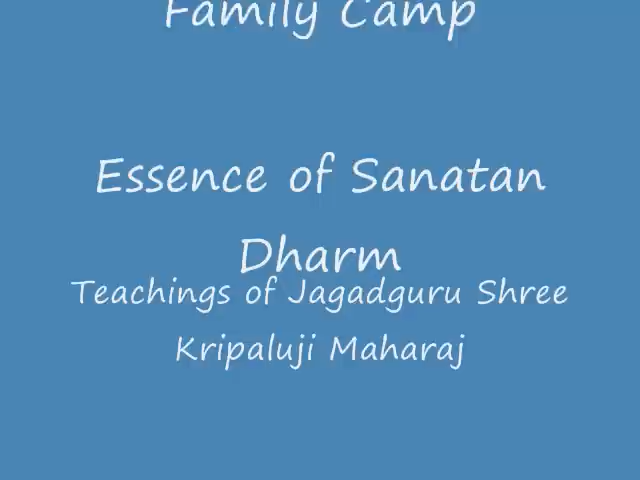 Family Camp
Essence of Sanatan
Dharm
Teachings of Jagadguru Shree
Kripaluji Maharaj